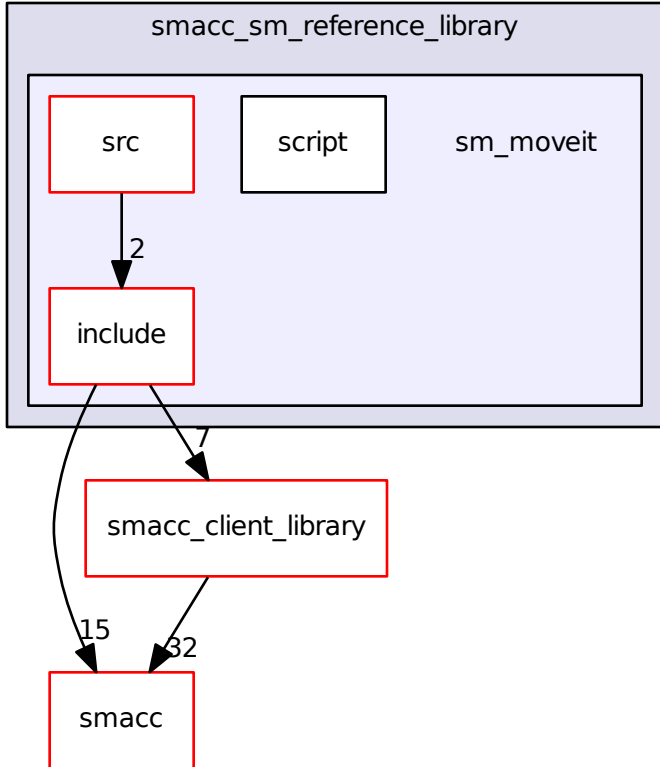 smacc_sm_reference_library
src
script
sm_moveit
2
include
7
smacc_client_library
15
32
smacc